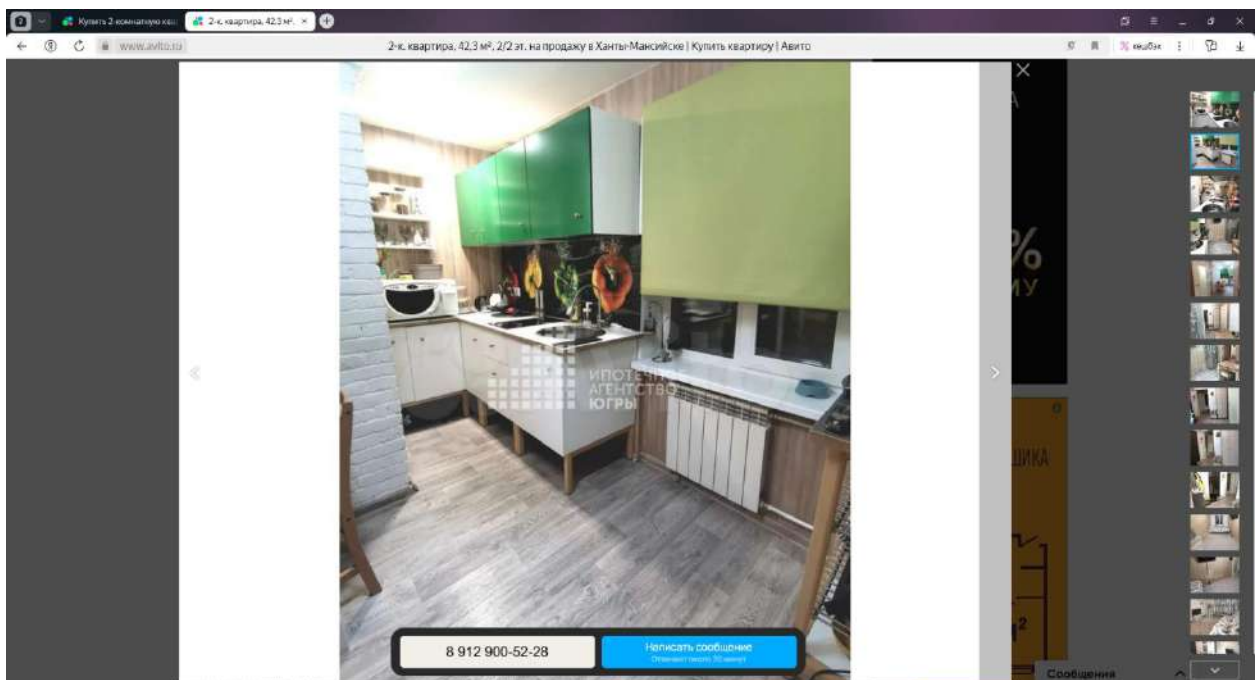 2
Купить 2-комнатную ква
2-к. квартира, 42,3 м².
www.avito.ru
2-к. квартира, 42,3 м², 2/2 эт. на продажу в Ханты-Мансийске | Купить квартиру | Авито
% кешбэк
А
%
ИПОТЕЧНОЕ
АГЕНТСТВО
ЮГРЫ
8 912 900-52-28
Написать сообщение
Сообщения